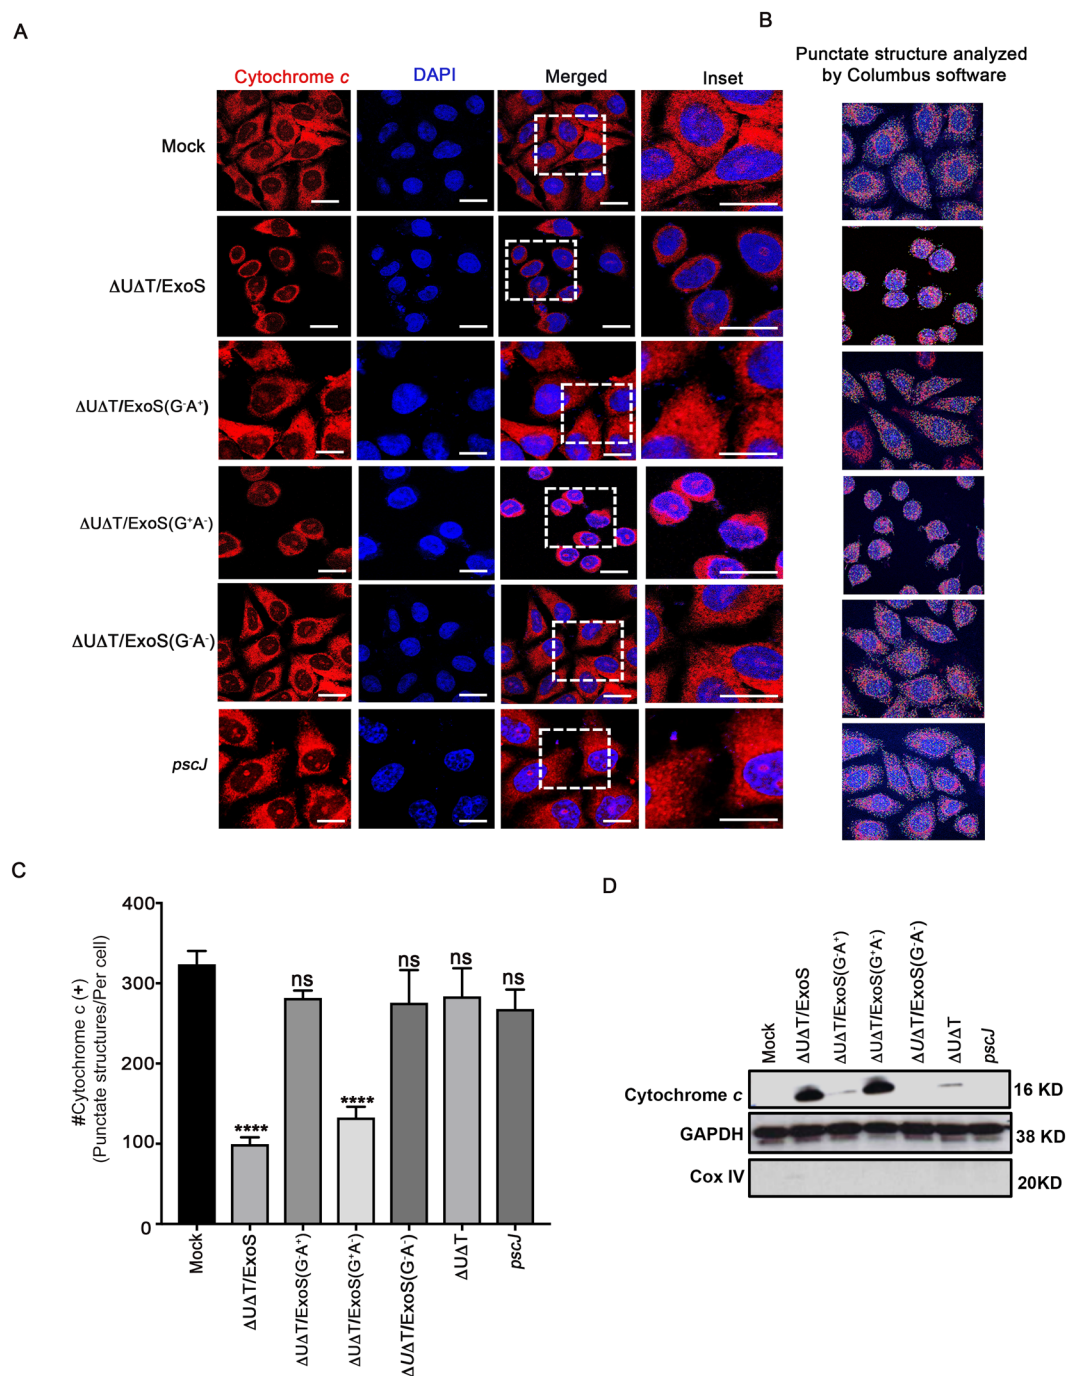 A
B
Punctate structure analyzed
by Columbus software
Cytochrome c
DAPI
Merged
Inset
Mock
ΔUΔT/ExoS
ΔUΔT/ExoS(G⁻A⁺)
ΔUΔT/ExoS(G⁺A⁻)
ΔUΔT/ExoS(G⁻A⁻)
pscJ
C
#Cytochrome c (+)
(Punctate structures/Per cell)
400
300
200
100
0
****
ns
****
ns
ns
ns
Mock
ΔUΔT/ExoS
ΔUΔT/ExoS(G⁻A⁺)
ΔUΔT/ExoS(G⁺A⁻)
ΔUΔT/ExoS(G⁻A⁻)
ΔUΔT
pscJ
D
Mock
ΔUΔT/ExoS
ΔUΔT/ExoS(G⁻A⁺)
ΔUΔT/ExoS(G⁺A⁻)
ΔUΔT/ExoS(G⁻A⁻)
ΔUΔT
pscJ
Cytochrome c
16 KD
GAPDH
38 KD
Cox IV
20KD